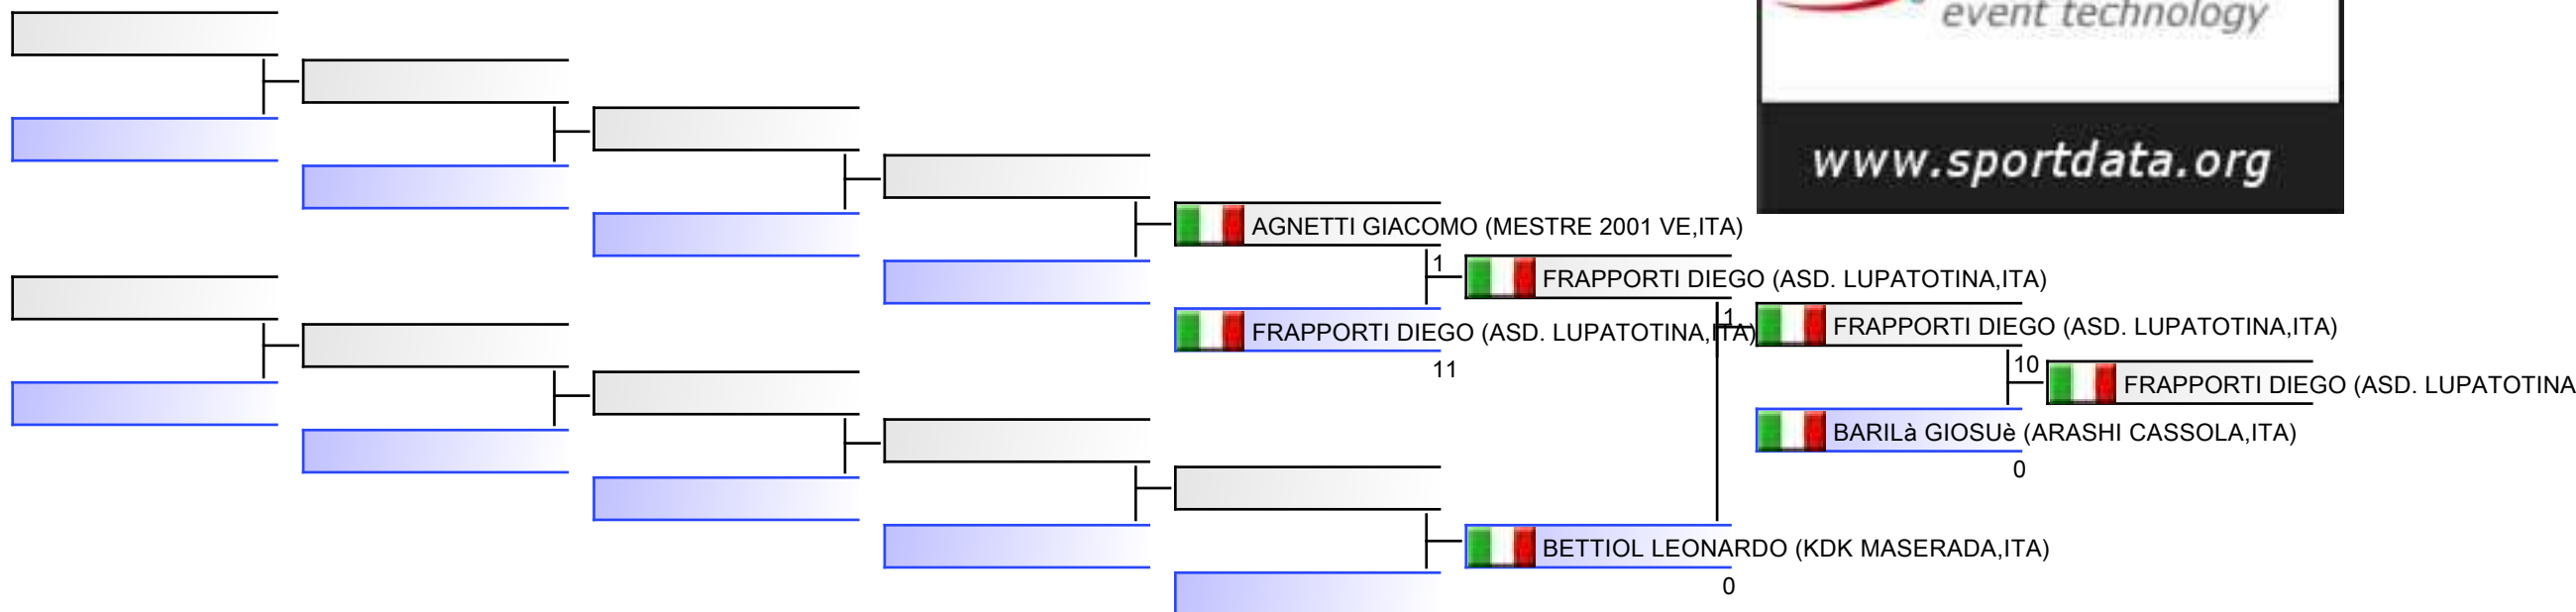 event technology
www.sportdata.org
AGNETTI GIACOMO (MESTRE 2001 VE,ITA)
1
FRAPPORTI DIEGO (ASD. LUPATOTINA,ITA)
FRAPPORTI DIEGO (ASD. LUPATOTINA,ITA)
11
1
FRAPPORTI DIEGO (ASD. LUPATOTINA,ITA)
10
FRAPPORTI DIEGO (ASD. LUPATOTINA
BARILà GIOSUè (ARASHI CASSOLA,ITA)
0
BETTIOL LEONARDO (KDK MASERADA,ITA)
0